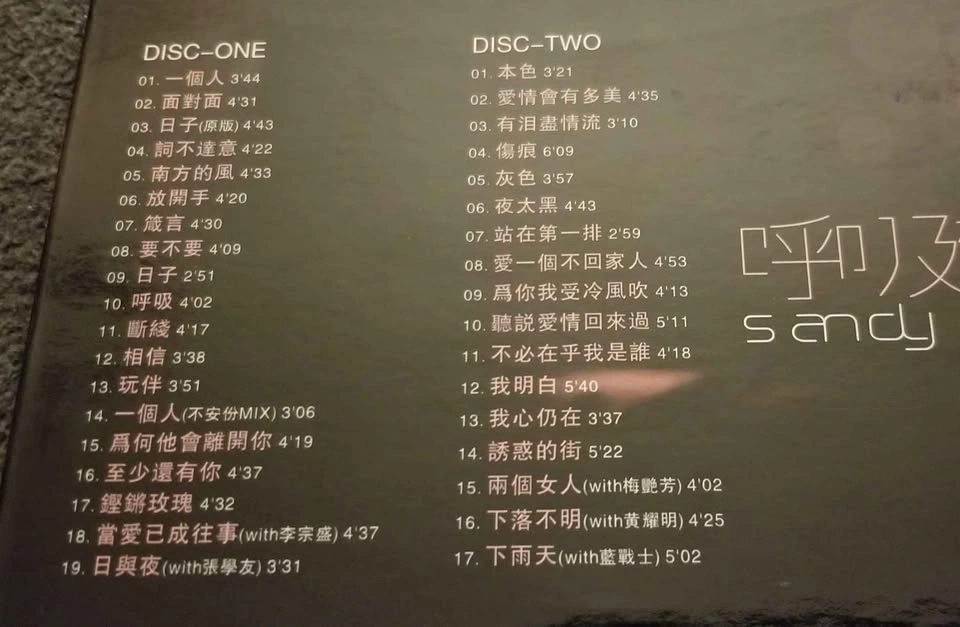 DISC–ONE
01. 一個人 3'44
02. 面對面 4'31
03. 日子(原版) 4'43
04. 詞不達意 4'22
05. 南方的風 4'33
06. 放開手 4'20
07. 箴言 4'30
08. 要不要 4'09
09. 日子 2'51
10. 呼吸 4'02
11. 斷綫 4'17
12. 相信 3'38
13. 玩伴 3'51
14. 一個人(不安份MIX) 3'06
15. 爲何他會離開你 4'19
16. 至少還有你 4'37
17. 鏗鏘玫瑰 4'32
18. 當愛已成往事(with李宗盛) 4'37
19. 日與夜(with張學友) 3'31
DISC–TWO
01. 本色 3'21
02. 愛情會有多美 4'35
03. 有泪盡情流 3'10
04. 傷痕 6'09
05. 灰色 3'57
06. 夜太黑 4'43
07. 站在第一排 2'59
08. 愛一個不回家人 4'53
09. 爲你我受冷風吹 4'13
10. 聽説愛情回來過 5'11
11. 不必在乎我是誰 4'18
12. 我明白 5'40
13. 我心仍在 3'37
14. 誘惑的街 5'22
15. 兩個女人(with梅艷芳) 4'02
16. 下落不明(with黄耀明) 4'25
17. 下雨天(with藍戰士) 5'02
呼吸
sandy